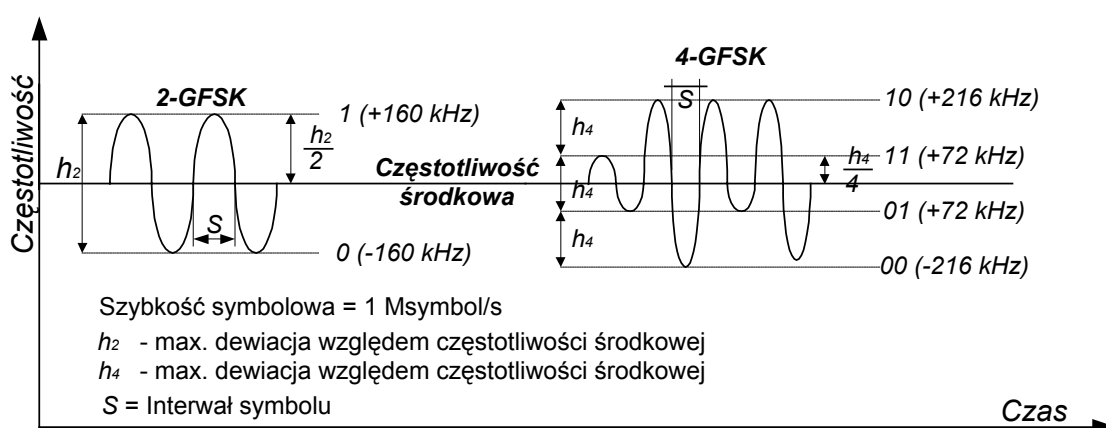 Częstotliwość
2-GFSK
1 (+160 kHz)
h2
h2
2
S
0 (-160 kHz)
Częstotliwość
środkowa
4-GFSK
S
10 (+216 kHz)
h4
11 (+72 kHz)
h4
4
h4
01 (+72 kHz)
h4
00 (-216 kHz)
Szybkość symbolowa = 1 Msymbol/s
h2 - max. dewiacja względem częstotliwości środkowej
h4 - max. dewiacja względem częstotliwości środkowej
S = Interwał symbolu
Czas